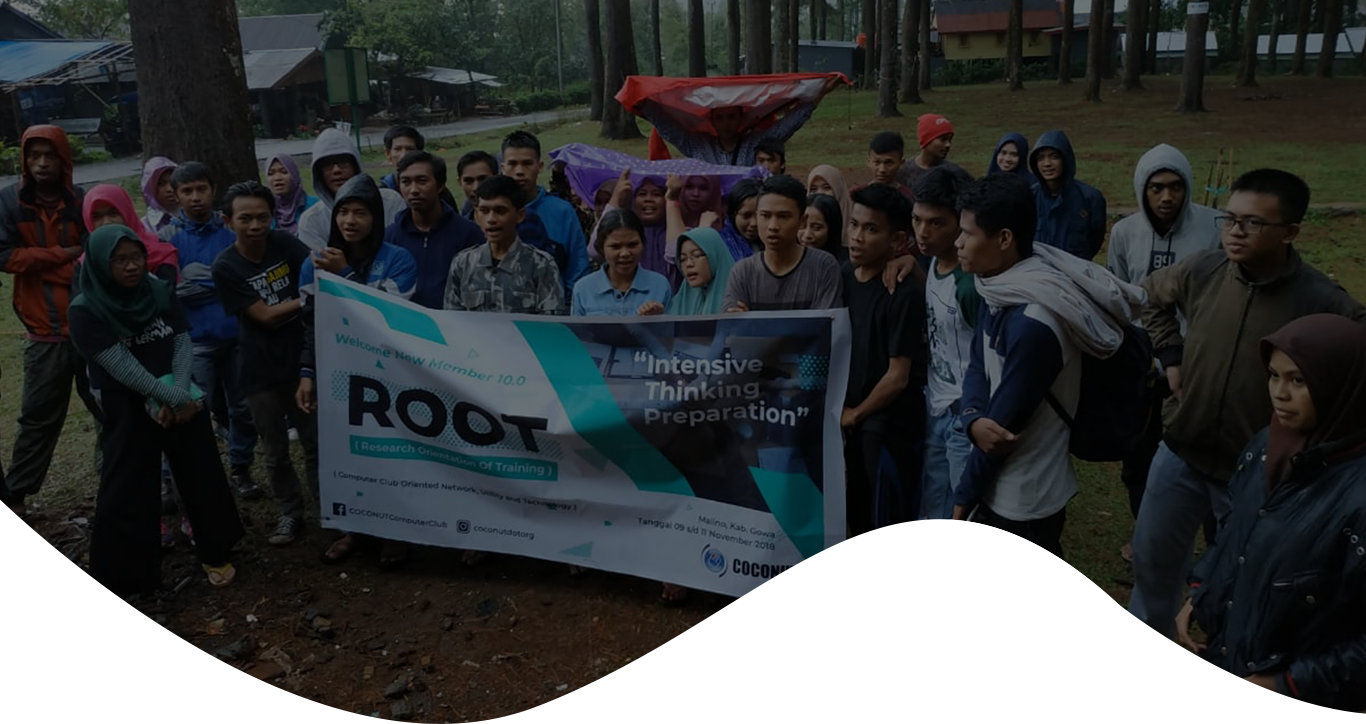 Welcome New Member 10.0
ROOT
( Research Orientation Of Training )
( Computer Club Oriented Network, Utility and Technology )
COCONUTComputerClub
coconutdotorg
“Intensive
Thinking
Preparation”
Malino, Kab. Gowa
Tanggal 09 s/d 11 November 2018
89